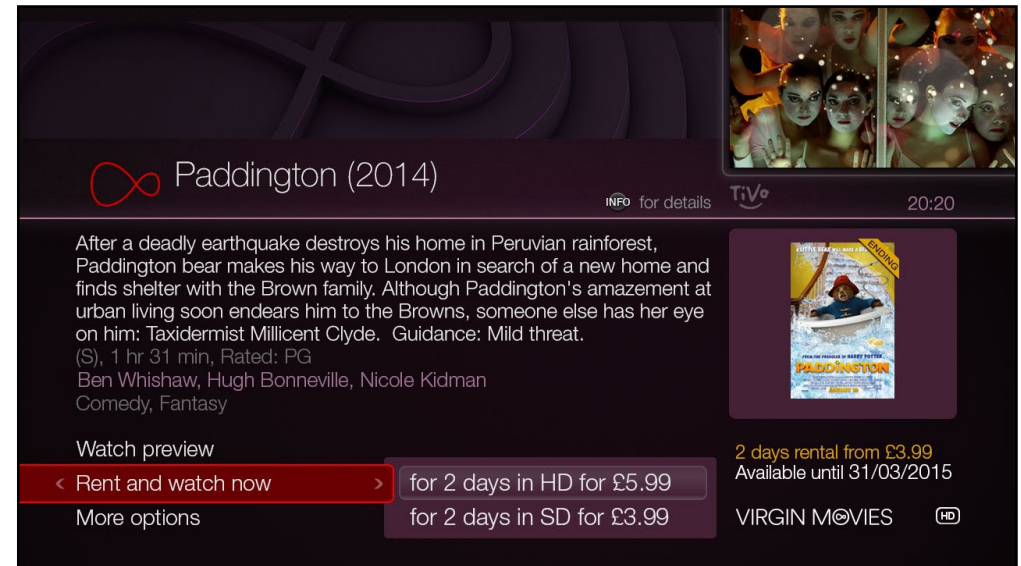 Paddington (2014)
INFO for details
TiVo
20:20
After a deadly earthquake destroys his home in Peruvian rainforest,
Paddington bear makes his way to London in search of a new home and
finds shelter with the Brown family. Although Paddington's amazement at
urban living soon endears him to the Browns, someone else has her eye
on him: Taxidermist Millicent Clyde.  Guidance: Mild threat.
(S), 1 hr 31 min, Rated: PG
Ben Whishaw, Hugh Bonneville, Nicole Kidman
Comedy, Fantasy
ENDING
FROM THE PRODUCER OF HARRY POTTER
PADDINGTON
Watch preview
< Rent and watch now >
More options
for 2 days in HD for £5.99
for 2 days in SD for £3.99
2 days rental from £3.99
Available until 31/03/2015
VIRGIN MOVIES HD